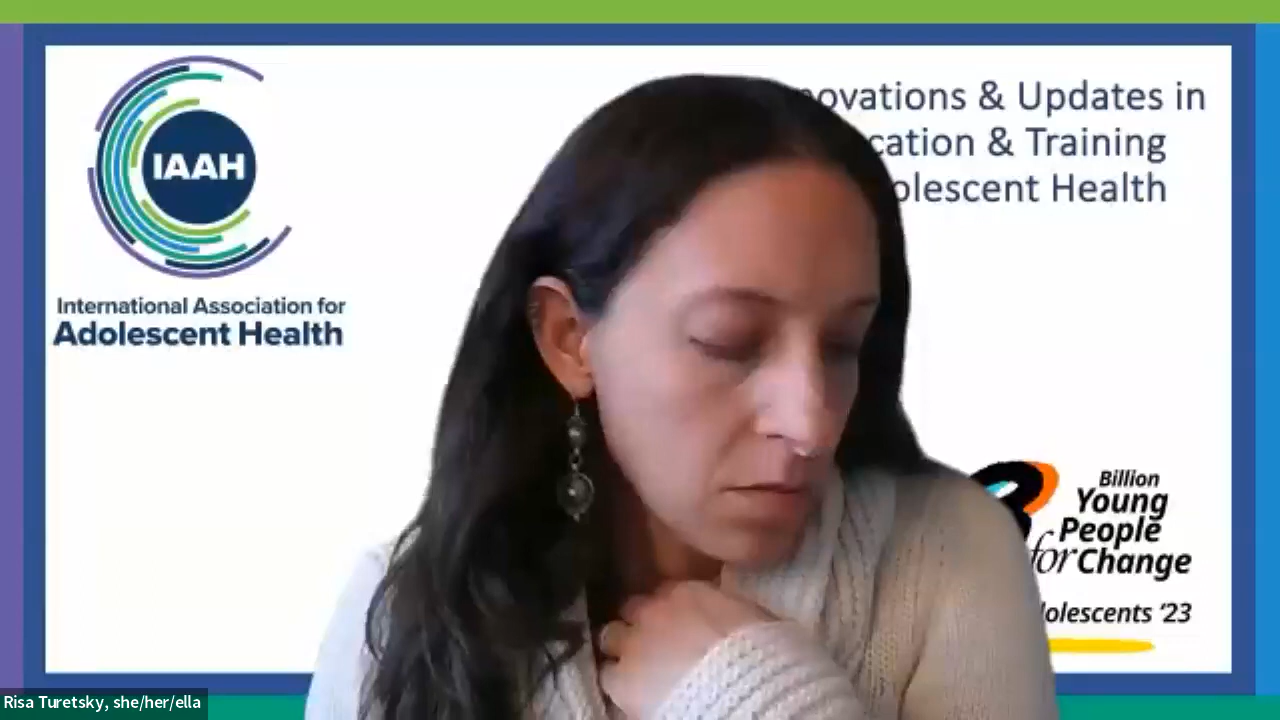 IAAH
International Association for
Adolescent Health
novations & Updates in
cation & Training
olescent Health
Billion
Young
People
for Change
dolescents ‘23
Risa Turetsky, she/her/ella